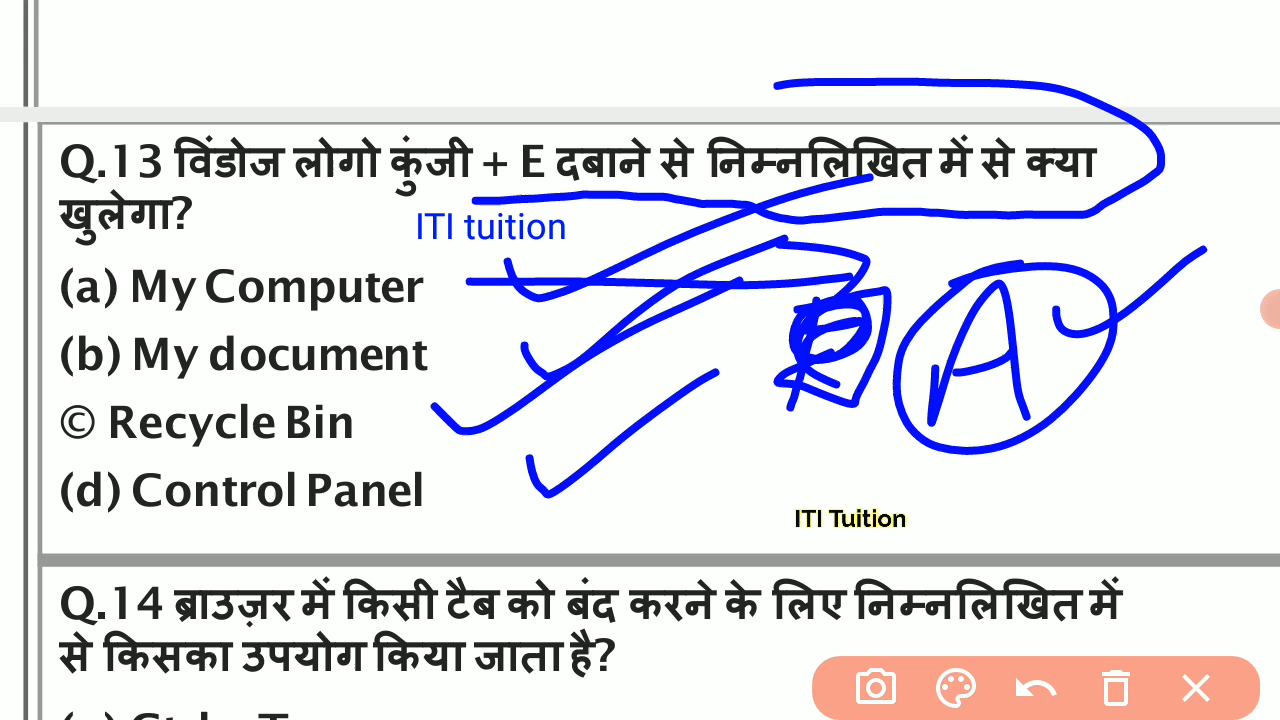 Q.13 विंडोज लोगो कुंजी + E दबाने से निम्नलिखित में से क्या
खुलेगा?
ITI tuition
(a) My Computer
(b) My document
© Recycle Bin
(d) Control Panel
E
A
ITI Tuition
Q.14 ब्राउज़र में किसी टैब को बंद करने के लिए निम्नलिखित में
से किसका उपयोग किया जाता है?